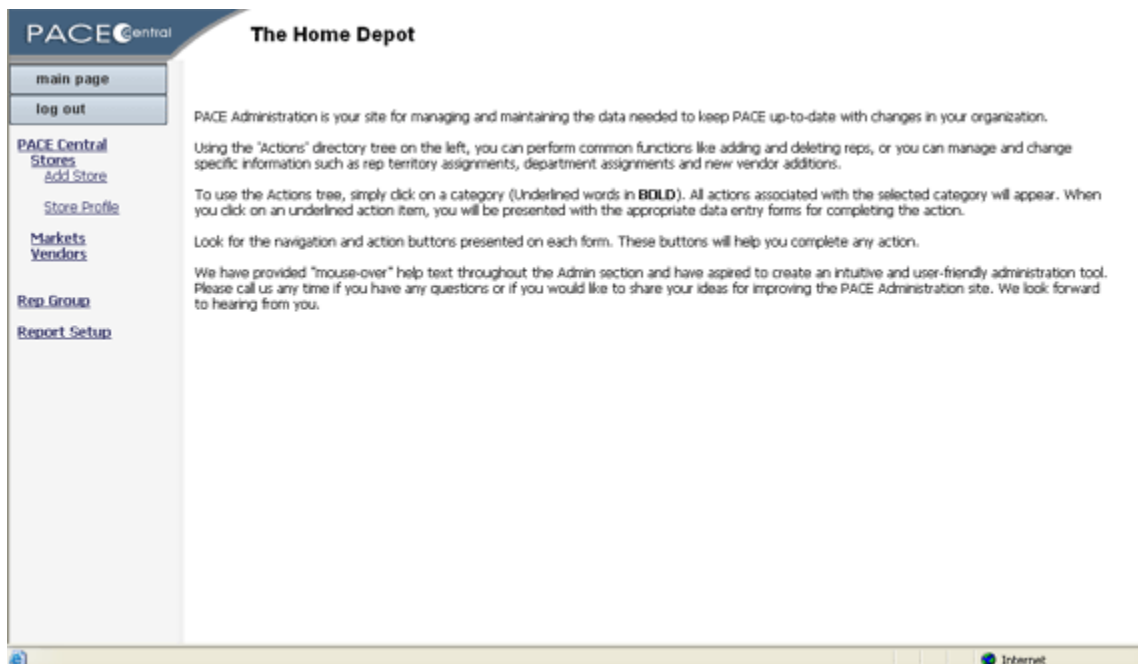 PACE Central
The Home Depot
main page
log out
PACE Central
Stores
Add Store
Store Profile
Markets
Vendors
Rep Group
Report Setup
PACE Administration is your site for managing and maintaining the data needed to keep PACE up-to-date with changes in your organization.
Using the 'Actions' directory tree on the left, you can perform common functions like adding and deleting reps, or you can manage and change
specific information such as rep territory assignments, department assignments and new vendor additions.
To use the Actions tree, simply click on a category (Underlined words in BOLD). All actions associated with the selected category will appear. When
you click on an underlined action item, you will be presented with the appropriate data entry forms for completing the action.
Look for the navigation and action buttons presented on each form. These buttons will help you complete any action.
We have provided "mouse-over" help text throughout the Admin section and have aspired to create an intuitive and user-friendly administration tool.
Please call us any time if you have any questions or if you would like to share your ideas for improving the PACE Administration site. We look forward
to hearing from you.
Internet